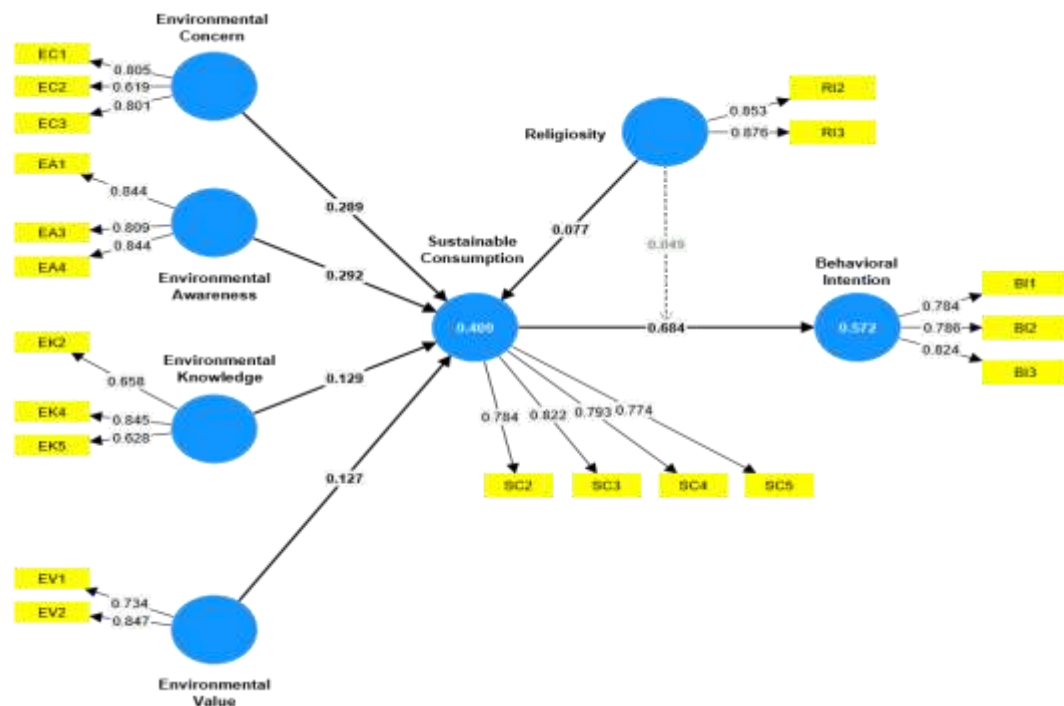 Environmental
Concern
EC1
0.805
EC2
0.619
0.801
EC3
RI2
0.853
Religiosity
0.876
RI3
EA1
0.844
0.289
EA3
0.809
0.844
EA4
0.077
0.049
Sustainable
Consumption
0.292
Environmental
Awareness
Behavioral
Intention
BI1
0.784
0.409
0.684
0.572
0.786
BI2
0.824
BI3
EK2
0.658
Environmental
Knowledge
0.129
EK4
0.845
EK5
0.628
0.784
0.822
0.793
0.774
0.127
SC2
SC3
SC4
SC5
EV1
0.734
EV2
0.847
Environmental
Value